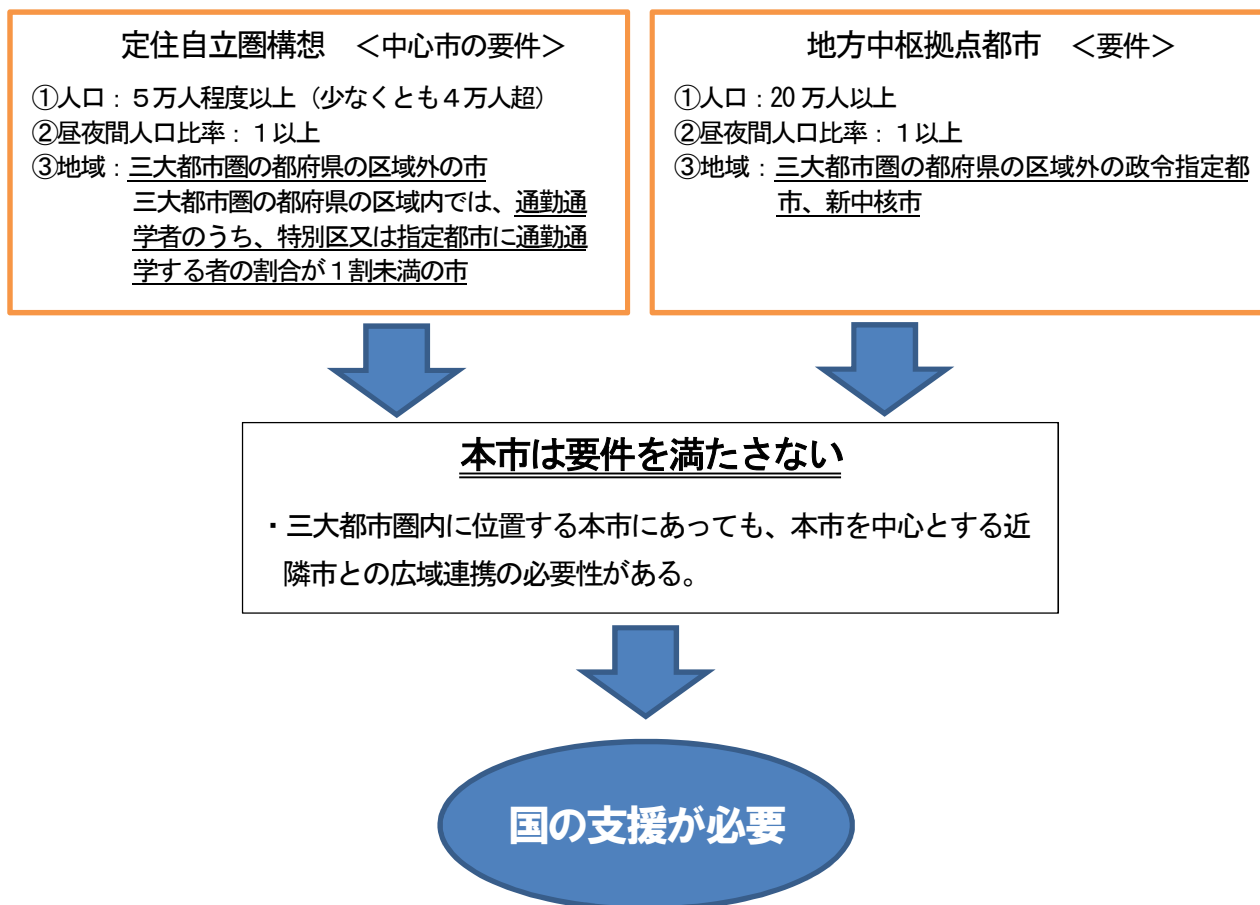 定住自立圏構想 ＜中心市の要件＞
①人口：５万人程度以上（少なくとも４万人超）
②昼夜間人口比率：１以上
③地域：三大都市圏の都府県の区域外の市
三大都市圏の都府県の区域内では、通勤通
学者のうち、特別区又は指定都市に通勤通
学する者の割合が１割未満の市
地方中枢拠点都市 ＜要件＞
①人口：20 万人以上
②昼夜間人口比率：１以上
③地域：三大都市圏の都府県の区域外の政令指定都
市、新中核市
本市は要件を満たさない
・三大都市圏内に位置する本市にあっても、本市を中心とする近
隣市との広域連携の必要性がある。
国の支援が必要